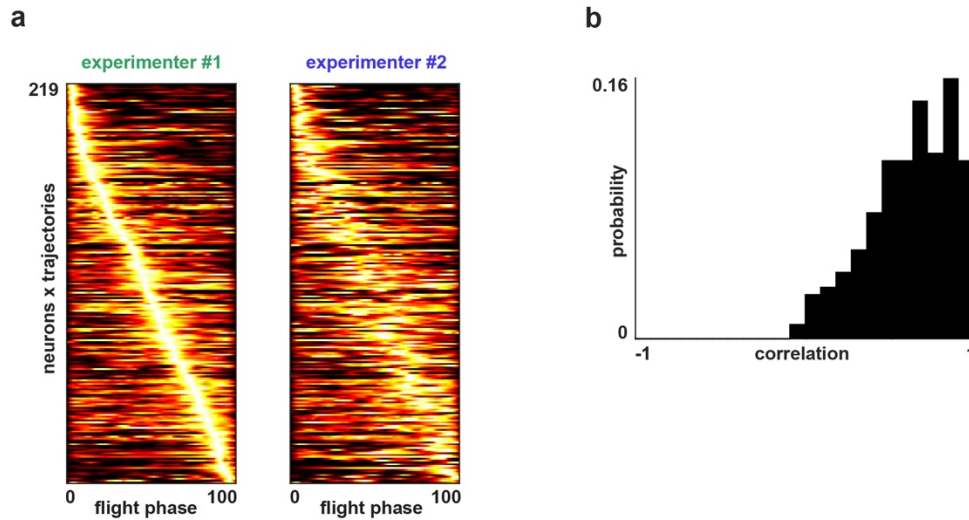 a
experimenter #1
experimenter #2
219
neurons x trajectories
0
100
flight phase
0
100
flight phase
b
0.16
probability
0
-1
correlation
1